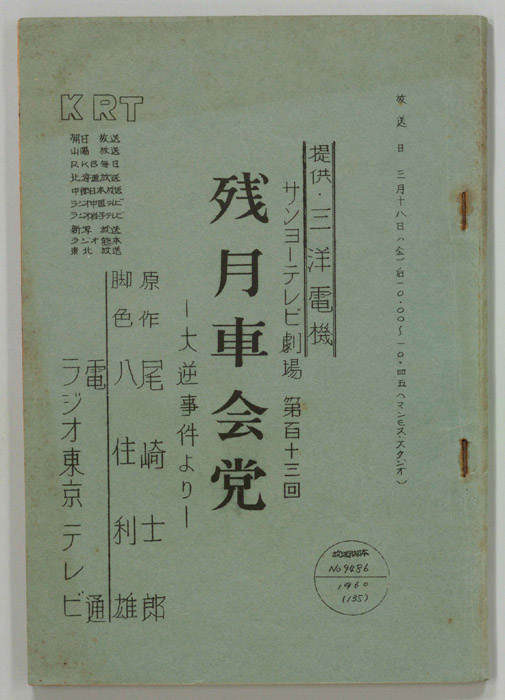 放送日 三月十八日(金)自一〇.〇〇〜一〇.四五(マンモス・スタジオ)
提供・三洋電機
サンヨーテレビ劇場 第百十三回
残月車会党
ー大逆事件よりー
原作 尾崎士郎
脚色 八住利雄
電通
ラジオ東京テレビ
KRT
朝日放送
山陽放送
RKB毎日
北海道放送
中部日本放送
ラジオ中国テレビ
ラジオ岩手テレビ
新潟放送
ラジオ熊本
東北放送
放送脚本
No 9486
1960
(135)